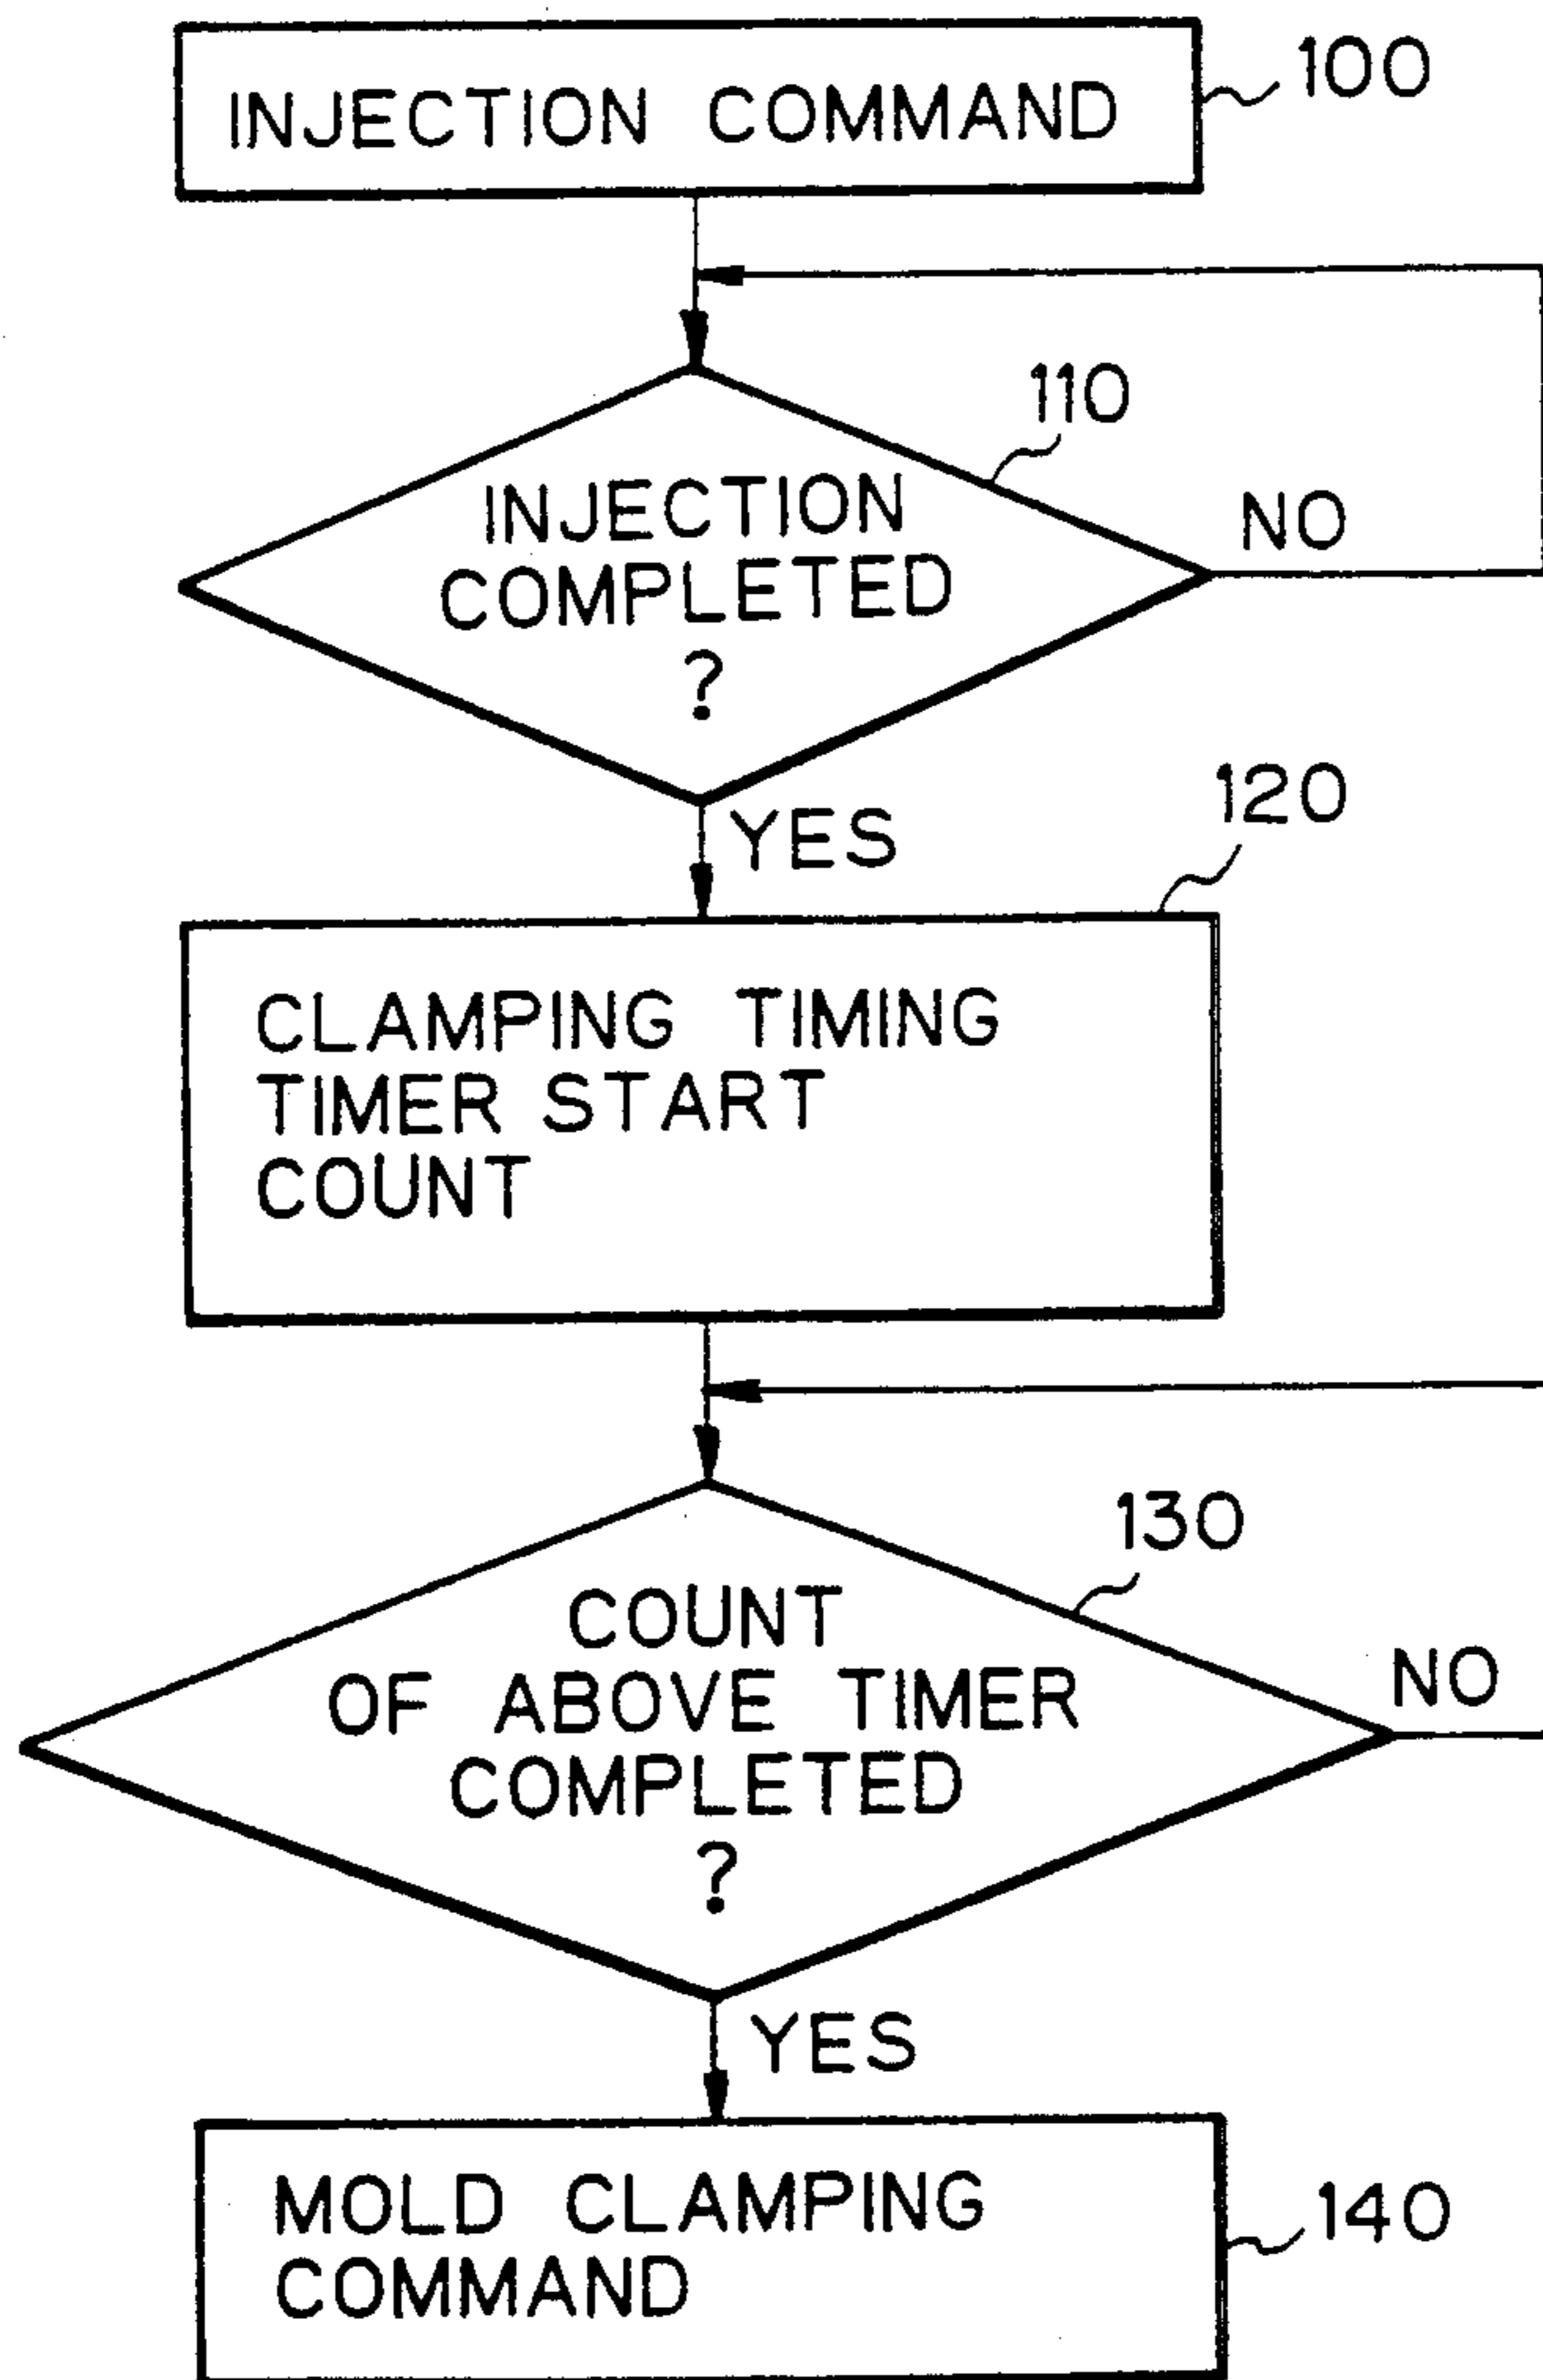 INJECTION COMMAND
100
110
INJECTION
COMPLETED
?
NO
YES
120
CLAMPING TIMING
TIMER START
COUNT
130
COUNT
OF ABOVE TIMER
COMPLETED
?
NO
YES
MOLD CLAMPING
COMMAND
140